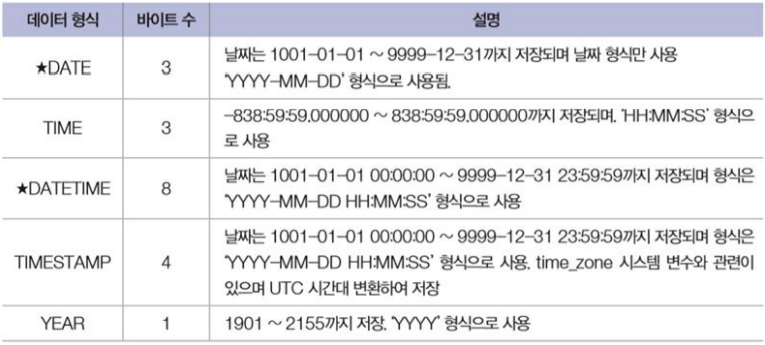 데이터 형식 바이트 수 설명
★DATE 3 날짜는 1001-01-01 ~ 9999-12-31까지 저장되며 날짜 형식만 사용
'YYYY-MM-DD' 형식으로 사용됨.
TIME 3 -838:59:59.000000 ~ 838:59:59.000000까지 저장되며, 'HH:MM:SS' 형식으
로 사용
★DATETIME 8 날짜는 1001-01-01 00:00:00 ~ 9999-12-31 23:59:59까지 저장되며 형식은
'YYYY-MM-DD HH:MM:SS' 형식으로 사용
TIMESTAMP 4 날짜는 1001-01-01 00:00:00 ~ 9999-12-31 23:59:59까지 저장되며 형식은
'YYYY-MM-DD HH:MM:SS' 형식으로 사용. time_zone 시스템 변수와 관련이
있으며 UTC 시간대 변환하여 저장
YEAR 1 1901 ~ 2155까지 저장. 'YYYY' 형식으로 사용